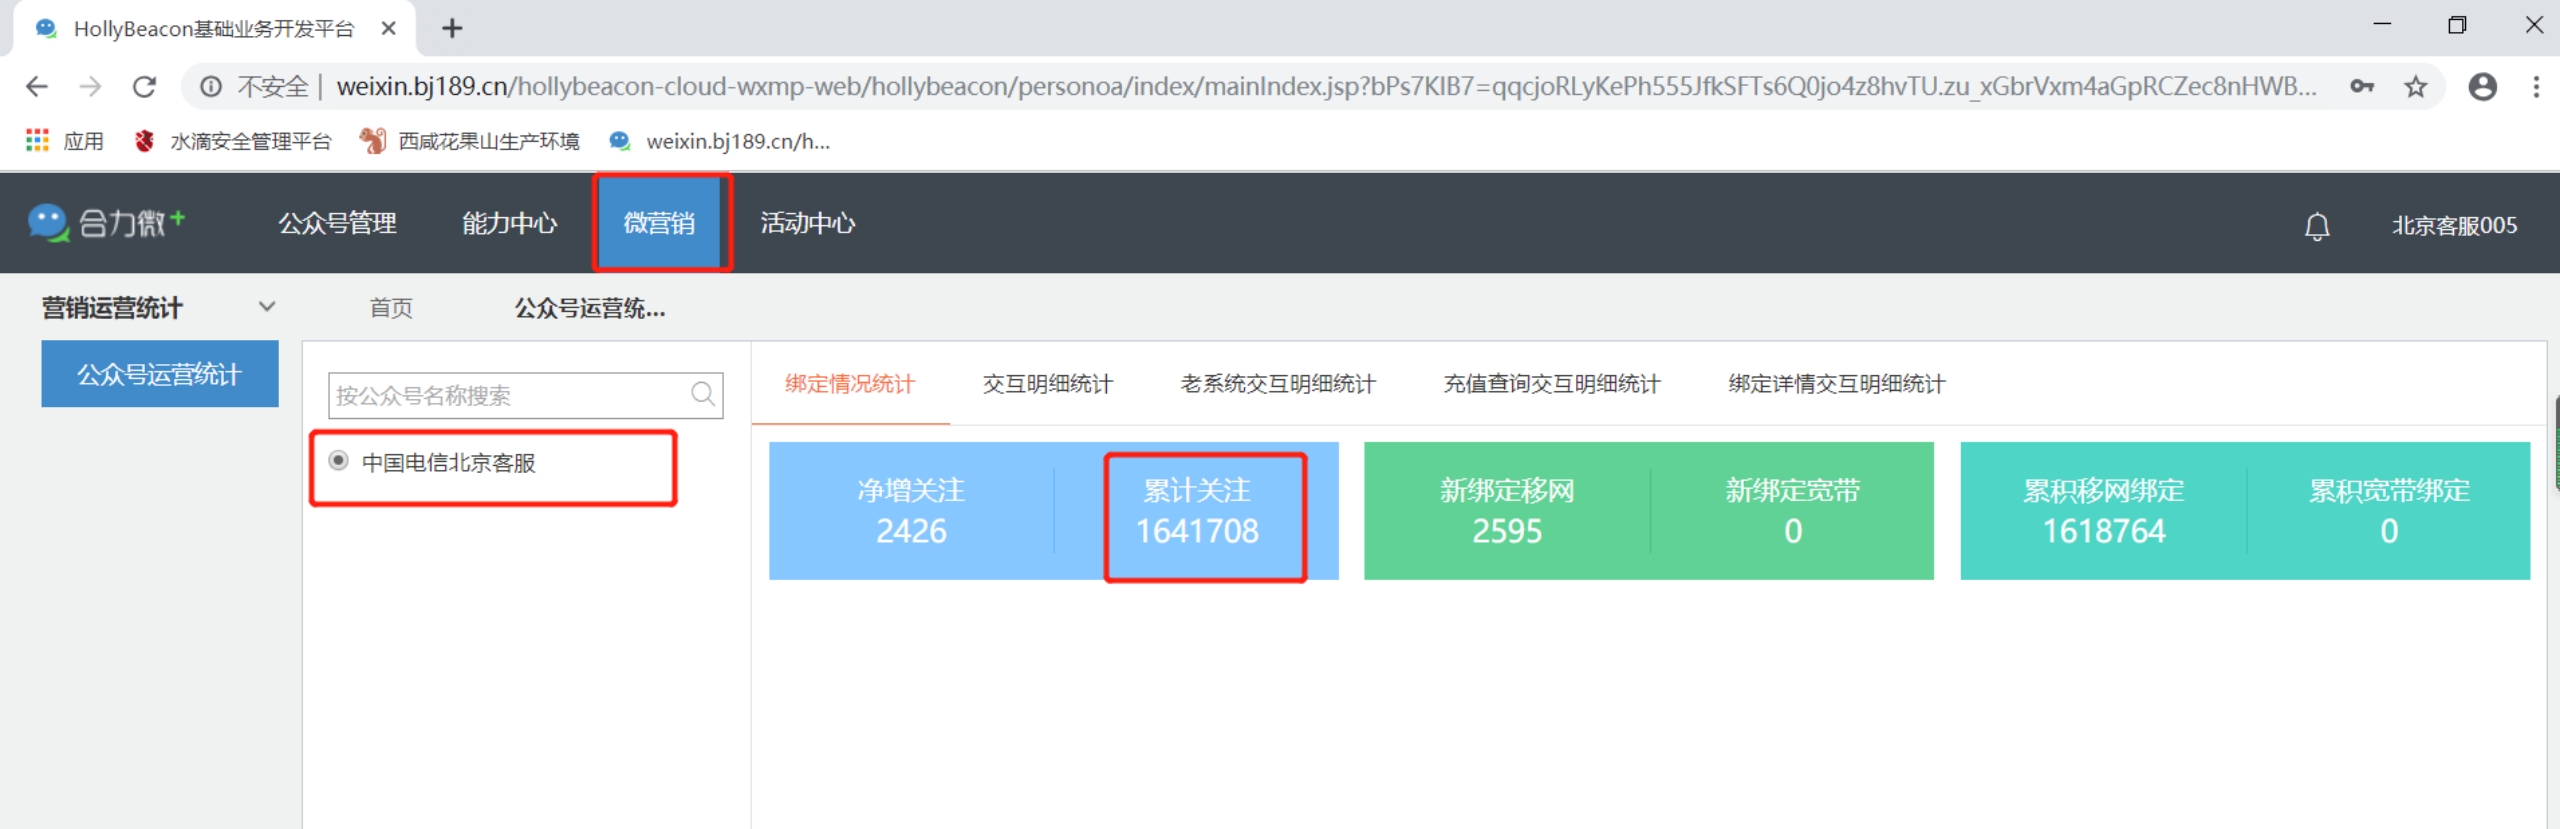 HollyBeacon基础业务开发平台
不安全 | weixin.bj189.cn/hollybeacon-cloud-wxmp-web/hollybeacon/personoa/index/mainIndex.jsp?bPs7KIB7=qqcjoRLyKePh555JfkSFTs6Q0jo4z8hvTU.zu_xGbrVxm4aGpRCZec8nHWB...
应用 水滴安全管理平台 西咸花果山生产环境 weixin.bj189.cn/h...
合力微+ 公众号管理 能力中心 微营销 活动中心 北京客服005
营销运营统计 首页 公众号运营统...
公众号运营统计
按公众号名称搜索
中国电信北京客服
绑定情况统计 交互明细统计 老系统交互明细统计 充值查询交互明细统计 绑定详情交互明细统计
净增关注 累计关注 新绑定移网 新绑定宽带 累积移网绑定 累积宽带绑定
2426 1641708 2595 0 1618764 0